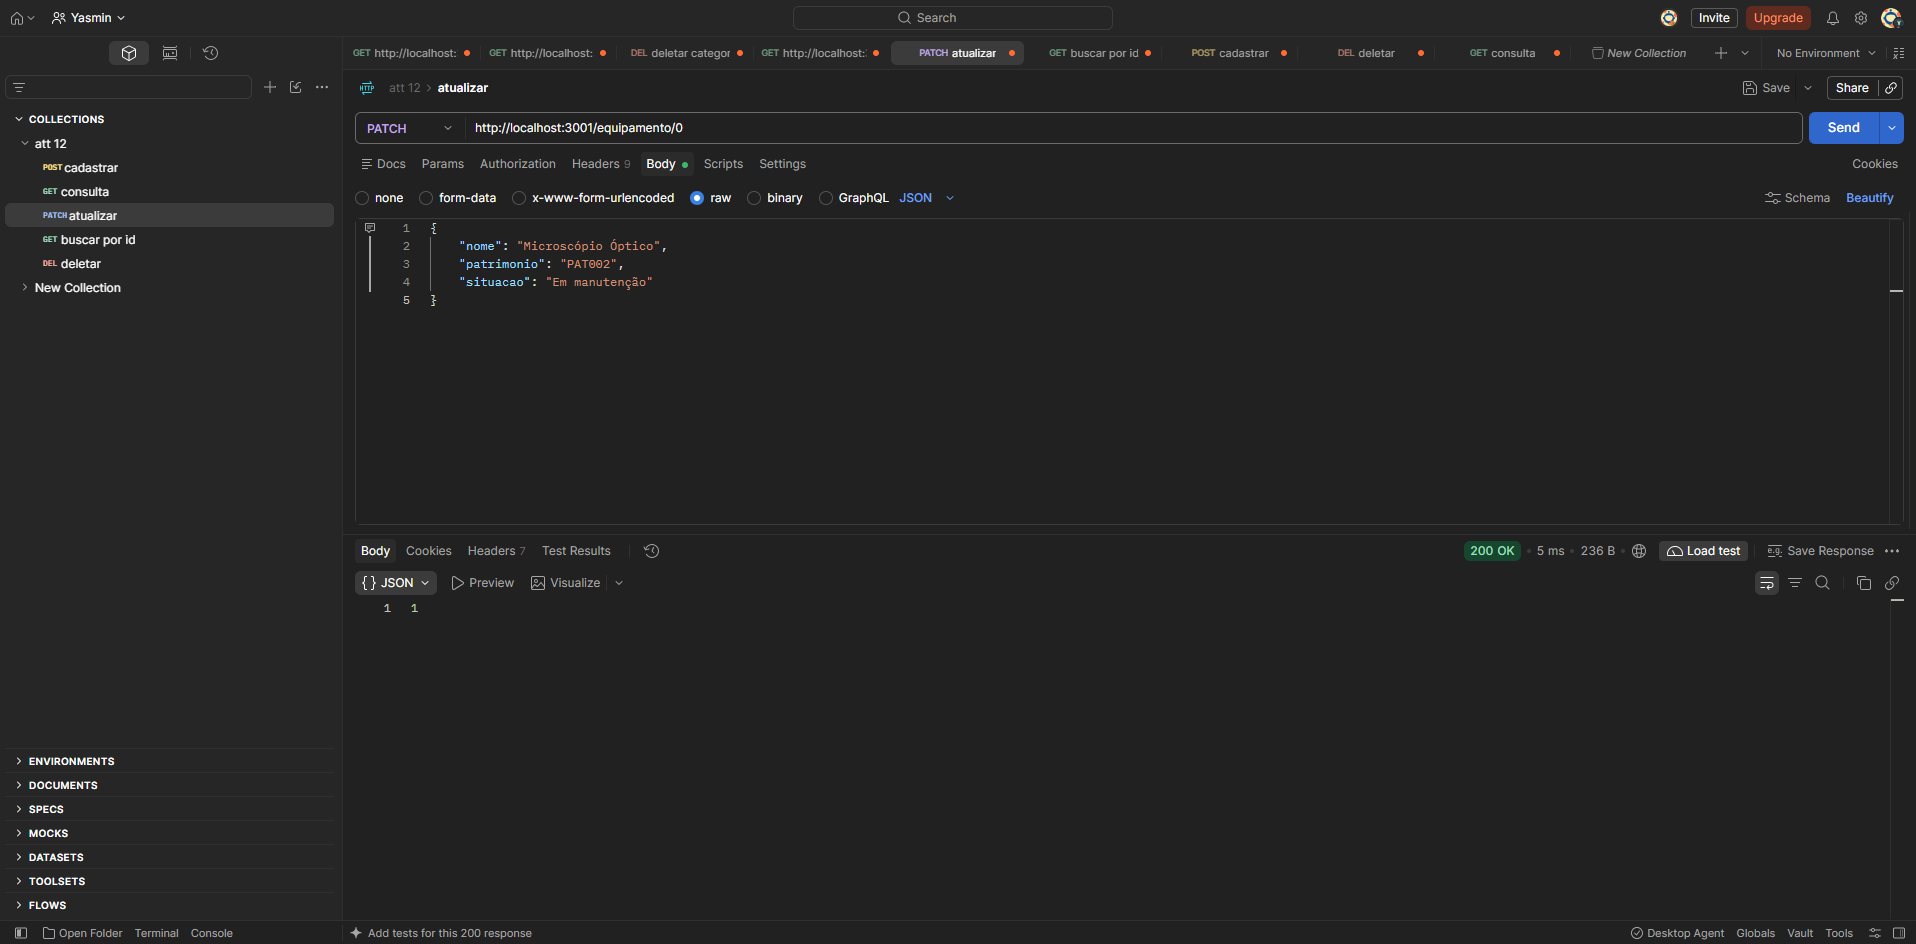 Yasmin
Search
Invite
Upgrade
GET http://localhost:
GET http://localhost:
DEL deletar categor
GET http://localhost:
PATCH atualizar
GET buscar por id
POST cadastrar
DEL deletar
GET consulta
New Collection
No Environment
HTTP att 12 > atualizar
Save
Share
COLLECTIONS
att 12
POST cadastrar
GET consulta
PATCH atualizar
GET buscar por id
DEL deletar
New Collection
PATCH
http://localhost:3001/equipamento/0
Send
Docs
Params
Authorization
Headers 9
Body
Scripts
Settings
Cookies
none
form-data
x-www-form-urlencoded
raw
binary
GraphQL
JSON
Schema
Beautify
1 {
2 "nome": "Microscópio Óptico",
3 "patrimonio": "PAT002",
4 "situacao": "Em manutenção"
5 }
Body
Cookies
Headers 7
Test Results
200 OK
5 ms
236 B
Load test
e.g. Save Response
{} JSON
Preview
Visualize
1 1
ENVIRONMENTS
DOCUMENTS
SPECS
MOCKS
DATASETS
TOOLSETS
FLOWS
Open Folder
Terminal
Console
Add tests for this 200 response
Desktop Agent
Globals
Vault
Tools